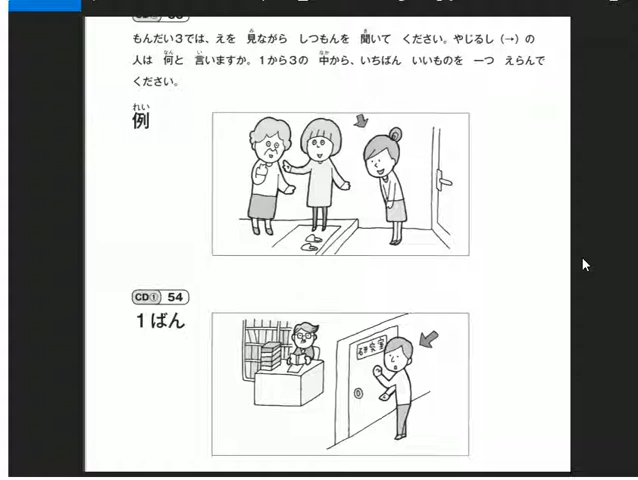 もんだい3では、えを 見ながら しつもんを 聞いて ください。やじるし（→）の
人は 何と 言いますか。1から3の 中から、いちばん いいものを 一つ えらんで
ください。
例
CD① 54
1ばん
研究室